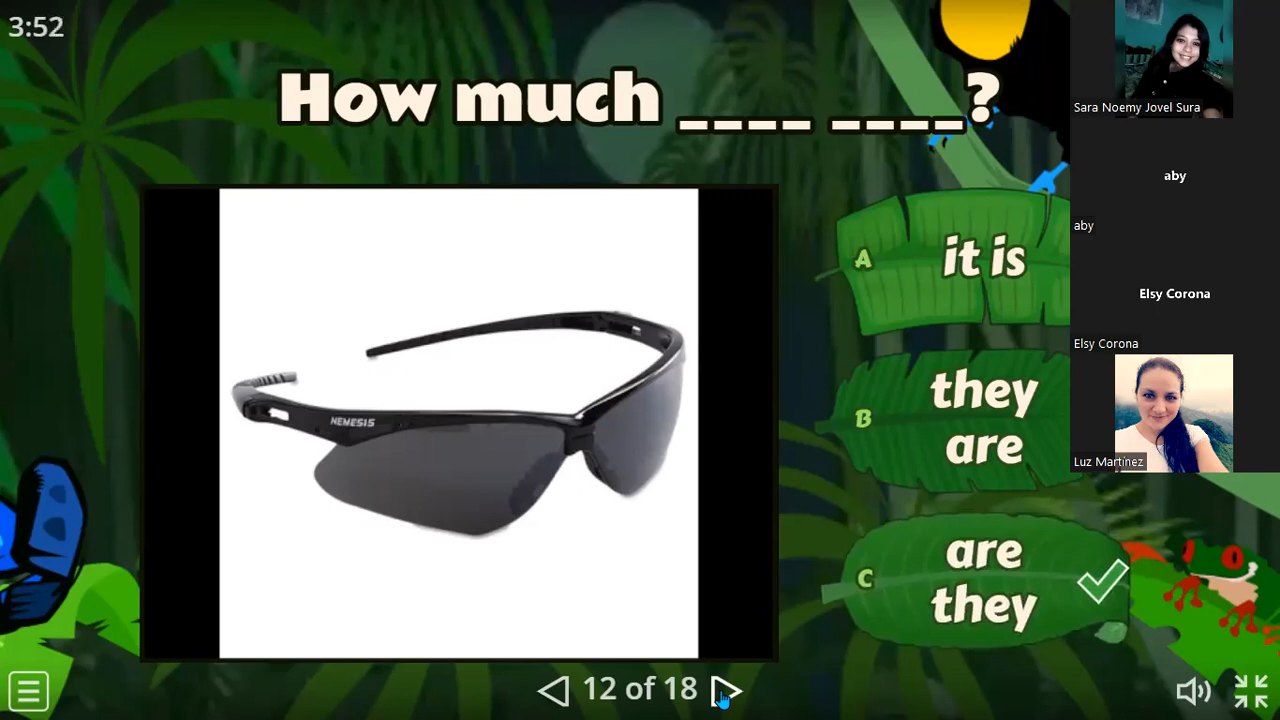 3:52
How much ____ ____?
NEMESIS
A it is
B they
are
C are
they
12 of 18
Sara Noemy Jovel Sura
aby
aby
Elsy Corona
Elsy Corona
Luz Martinez